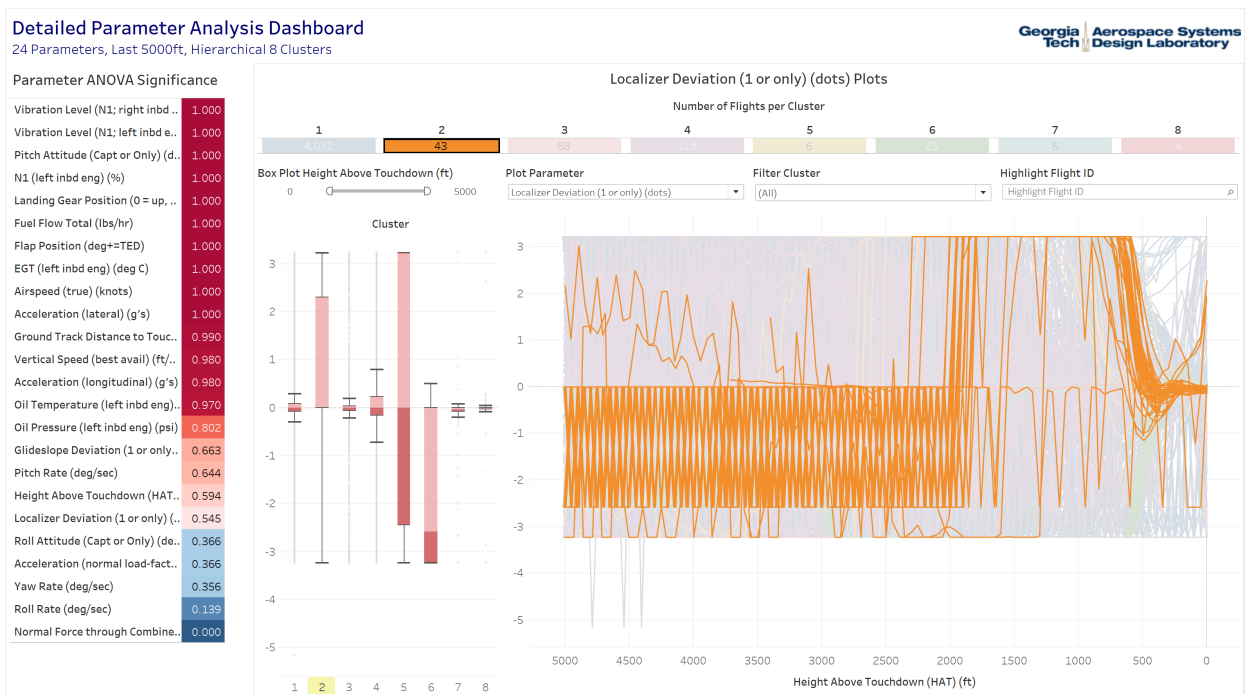 Detailed Parameter Analysis Dashboard
24 Parameters, Last 5000ft, Hierarchical 8 Clusters
Georgia Tech
Aerospace Systems Design Laboratory
Parameter ANOVA Significance
Vibration Level (N1; right inbd .. 1.000
Vibration Level (N1; left inbd e.. 1.000
Pitch Attitude (Capt or Only) (d.. 1.000
N1 (left inbd eng) (%) 1.000
Landing Gear Position (0 = up, .. 1.000
Fuel Flow Total (lbs/hr) 1.000
Flap Position (deg+=TED) 1.000
EGT (left inbd eng) (deg C) 1.000
Airspeed (true) (knots) 1.000
Acceleration (lateral) (g's) 1.000
Ground Track Distance to Touc.. 0.990
Vertical Speed (best avail) (ft/.. 0.980
Acceleration (longitudinal) (g's) 0.980
Oil Temperature (left inbd eng).. 0.970
Oil Pressure (left inbd eng) (psi) 0.802
Glideslope Deviation (1 or only.. 0.663
Pitch Rate (deg/sec) 0.644
Height Above Touchdown (HAT.. 0.594
Localizer Deviation (1 or only) (.. 0.545
Roll Attitude (Capt or Only) (de.. 0.366
Acceleration (normal load-fact.. 0.366
Yaw Rate (deg/sec) 0.356
Roll Rate (deg/sec) 0.139
Normal Force through Combine.. 0.000
Localizer Deviation (1 or only) (dots) Plots
Number of Flights per Cluster
1 2 3 4 5 6 7 8
4,072 43 68 118 6 25 6 4
Box Plot Height Above Touchdown (ft)
0 5000
Plot Parameter
Localizer Deviation (1 or only) (dots)
Filter Cluster
(All)
Highlight Flight ID
Highlight Flight ID
Cluster
3
2
1
0
-1
-2
-3
-4
-5
1 2 3 4 5 6 7 8
3
2
1
0
-1
-2
-3
-4
-5
5000 4500 4000 3500 3000 2500 2000 1500 1000 500 0
Height Above Touchdown (HAT) (ft)